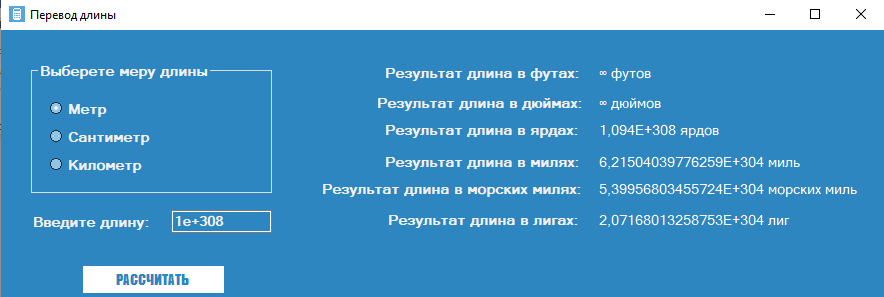 Перевод длины
Выберете меру длины
Метр
Сантиметр
Километр
Введите длину: 1e+308
РАССЧИТАТЬ
Результат длина в футах: ∞ футов
Результат длина в дюймах: ∞ дюймов
Результат длина в ярдах: 1,094E+308 ярдов
Результат длина в милях: 6,21504039776259E+304 миль
Результат длина в морских милях: 5,39956803455724E+304 морских миль
Результат длина в лигах: 2,07168013258753E+304 лиг